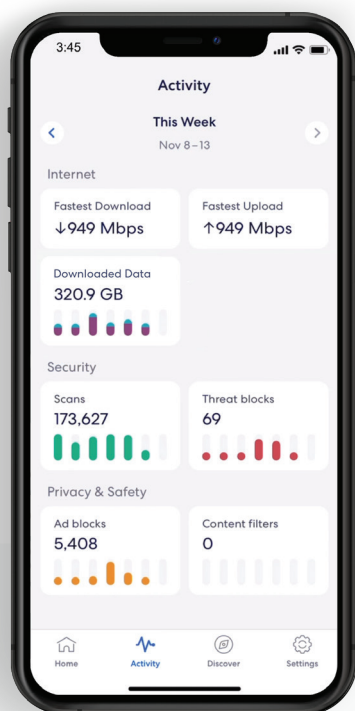 3:45
Activity
This Week
Nov 8–13
Internet
Fastest Download
↓949 Mbps
Fastest Upload
↑949 Mbps
Downloaded Data
320.9 GB
Security
Scans
173,627
Threat blocks
69
Privacy & Safety
Ad blocks
5,408
Content filters
0
Home
Activity
Discover
Settings